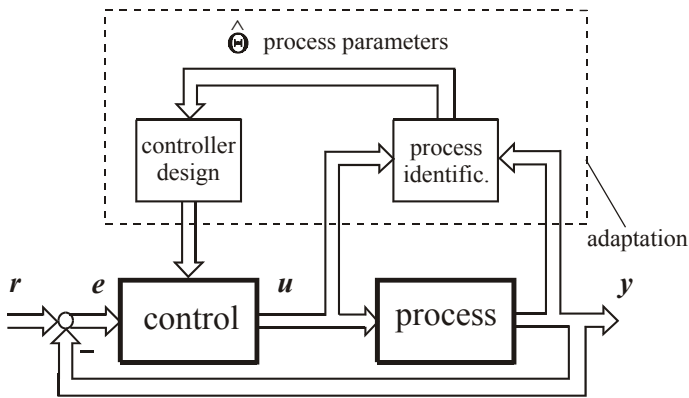 Θ̂ process parameters
controller
design
process
identific.
adaptation
r
e
u
y
control
process
−